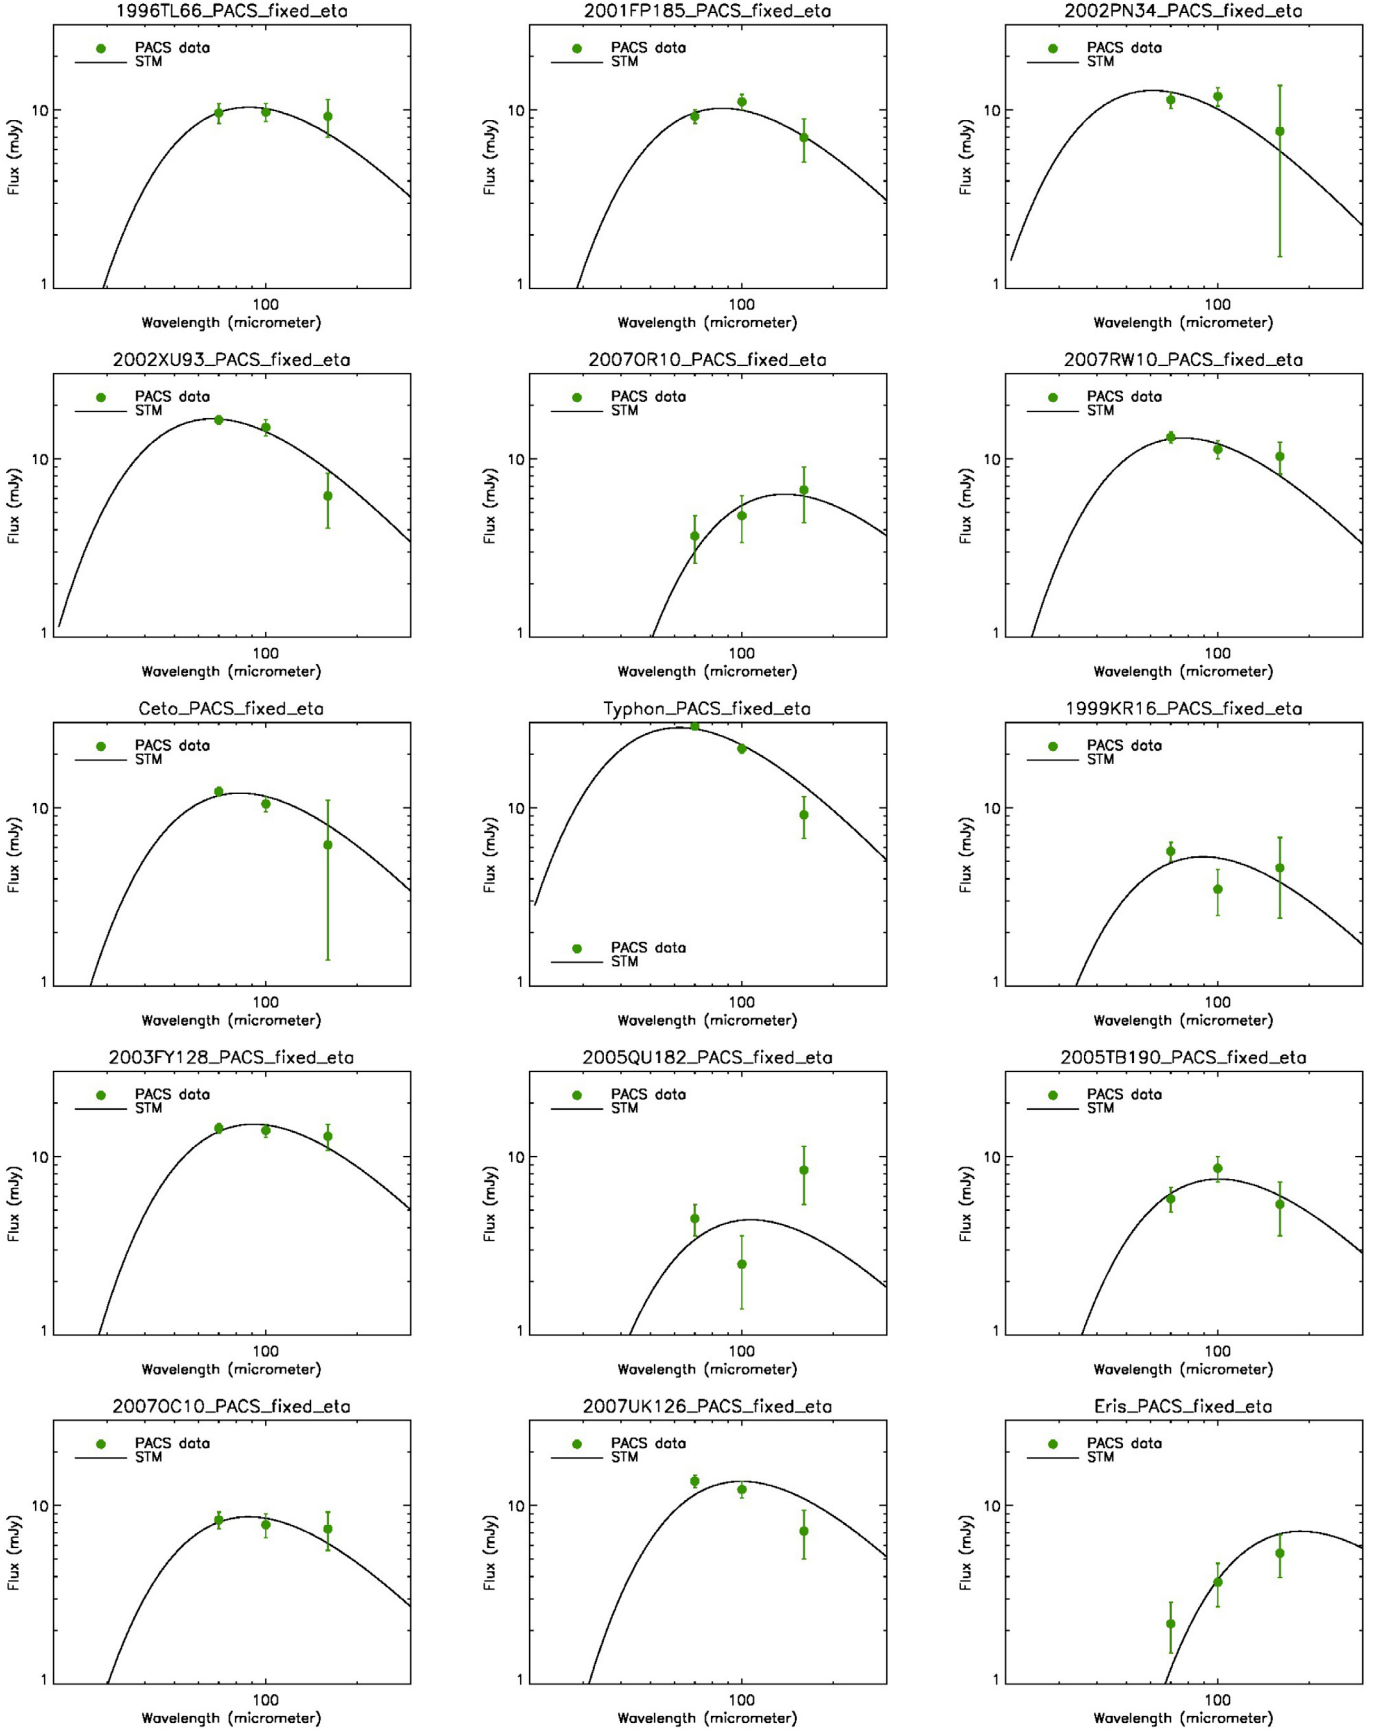 1996TL66_PACS_fixed_eta
PACS data
STM
10
1
Flux (mJy)
100
Wavelength (micrometer)
2001FP185_PACS_fixed_eta
PACS data
STM
10
1
Flux (mJy)
100
Wavelength (micrometer)
2002PN34_PACS_fixed_eta
PACS data
STM
10
1
Flux (mJy)
100
Wavelength (micrometer)
2002XU93_PACS_fixed_eta
PACS data
STM
10
1
Flux (mJy)
100
Wavelength (micrometer)
2007OR10_PACS_fixed_eta
PACS data
STM
10
1
Flux (mJy)
100
Wavelength (micrometer)
2007RW10_PACS_fixed_eta
PACS data
STM
10
1
Flux (mJy)
100
Wavelength (micrometer)
Ceto_PACS_fixed_eta
PACS data
STM
10
1
Flux (mJy)
100
Wavelength (micrometer)
Typhon_PACS_fixed_eta
10
Flux (mJy)
PACS data
STM
1
100
Wavelength (micrometer)
1999KR16_PACS_fixed_eta
PACS data
STM
10
1
Flux (mJy)
100
Wavelength (micrometer)
2003FY128_PACS_fixed_eta
PACS data
STM
10
1
Flux (mJy)
100
Wavelength (micrometer)
2005QU182_PACS_fixed_eta
PACS data
STM
10
1
Flux (mJy)
100
Wavelength (micrometer)
2005TB190_PACS_fixed_eta
PACS data
STM
10
1
Flux (mJy)
100
Wavelength (micrometer)
2007OC10_PACS_fixed_eta
PACS data
STM
10
1
Flux (mJy)
100
Wavelength (micrometer)
2007UK126_PACS_fixed_eta
PACS data
STM
10
1
Flux (mJy)
100
Wavelength (micrometer)
Eris_PACS_fixed_eta
PACS data
STM
10
1
Flux (mJy)
100
Wavelength (micrometer)